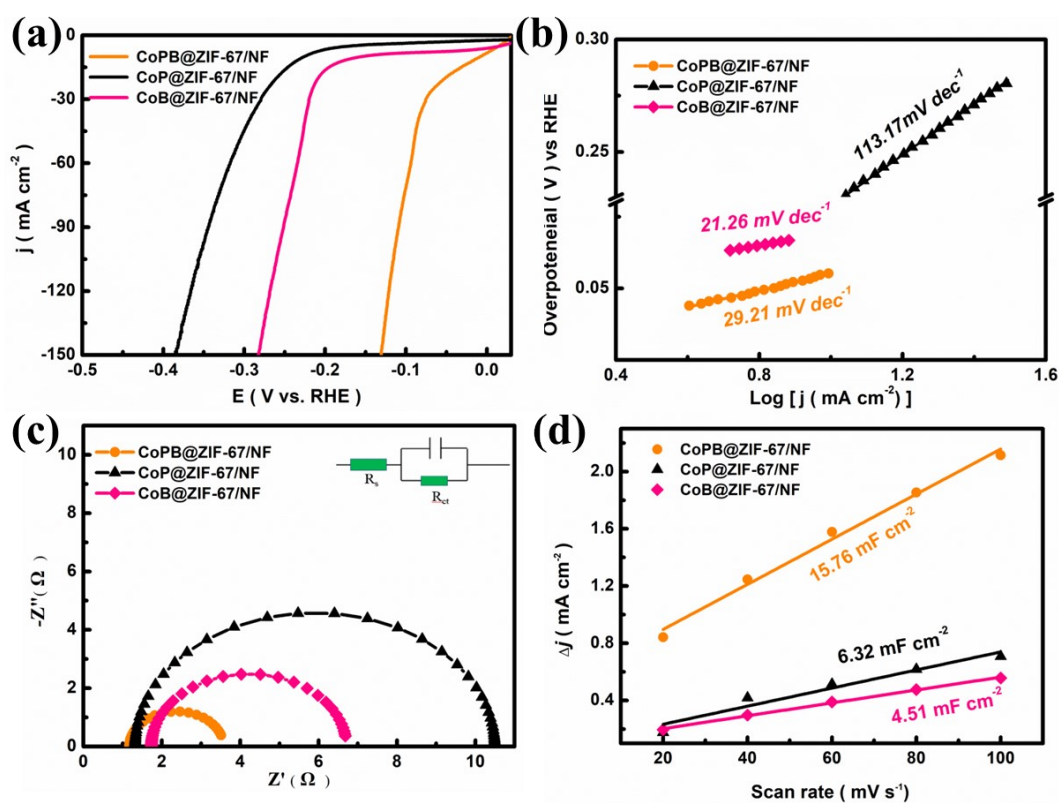 (a)
CoPB@ZIF-67/NF
CoP@ZIF-67/NF
CoB@ZIF-67/NF
0
-30
-60
-90
-120
-150
j ( mA cm-2)
-0.5
-0.4
-0.3
-0.2
-0.1
0.0
E ( V vs. RHE )
(b)
CoPB@ZIF-67/NF
CoP@ZIF-67/NF
CoB@ZIF-67/NF
113.17mV dec-1
21.26 mV dec-1
29.21 mV dec-1
0.30
0.25
0.05
Overpoteneial ( V ) vs RHE
0.4
0.8
1.2
1.6
Log [ j ( mA cm-2) ]
(c)
CoPB@ZIF-67/NF
CoP@ZIF-67/NF
CoB@ZIF-67/NF
Rs
Rct
10
8
6
4
2
0
-Z''(Ω)
0
2
4
6
8
10
Z' (Ω)
(d)
CoPB@ZIF-67/NF
CoP@ZIF-67/NF
CoB@ZIF-67/NF
15.76 mF cm-2
6.32 mF cm-2
4.51 mF cm-2
2.0
1.6
1.2
0.8
0.4
Δj ( mA cm-2)
20
40
60
80
100
Scan rate ( mV s-1)